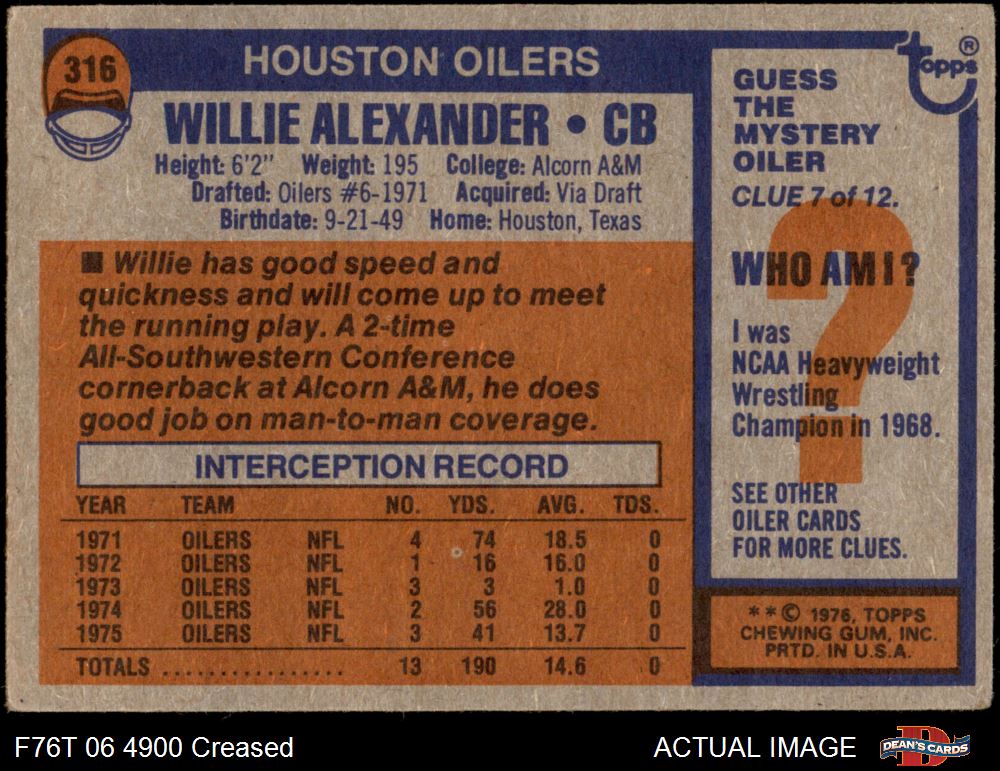 316
HOUSTON OILERS
WILLIE ALEXANDER • CB
Height: 6'2" Weight: 195 College: Alcorn A&M
Drafted: Oilers #6-1971 Acquired: Via Draft
Birthdate: 9-21-49 Home: Houston, Texas
■ Willie has good speed and
quickness and will come up to meet
the running play. A 2-time
All-Southwestern Conference
cornerback at Alcorn A&M, he does
good job on man-to-man coverage.
INTERCEPTION RECORD
YEAR TEAM NO. YDS. AVG. TDS.
1971 OILERS NFL 4 74 18.5 0
1972 OILERS NFL 1 16 16.0 0
1973 OILERS NFL 3 3 1.0 0
1974 OILERS NFL 2 56 28.0 0
1975 OILERS NFL 3 41 13.7 0
TOTALS ................ 13 190 14.6 0
topps ®
GUESS
THE
MYSTERY
OILER
CLUE 7 of 12.
?
WHO AM I?
I was
NCAA Heavyweight
Wrestling
Champion in 1968.
SEE OTHER
OILER CARDS
FOR MORE CLUES.
**© 1976, TOPPS
CHEWING GUM, INC.
PRTD. IN U.S.A.
F76T 06 4900 Creased
ACTUAL IMAGE
D
DEAN'S CARDS